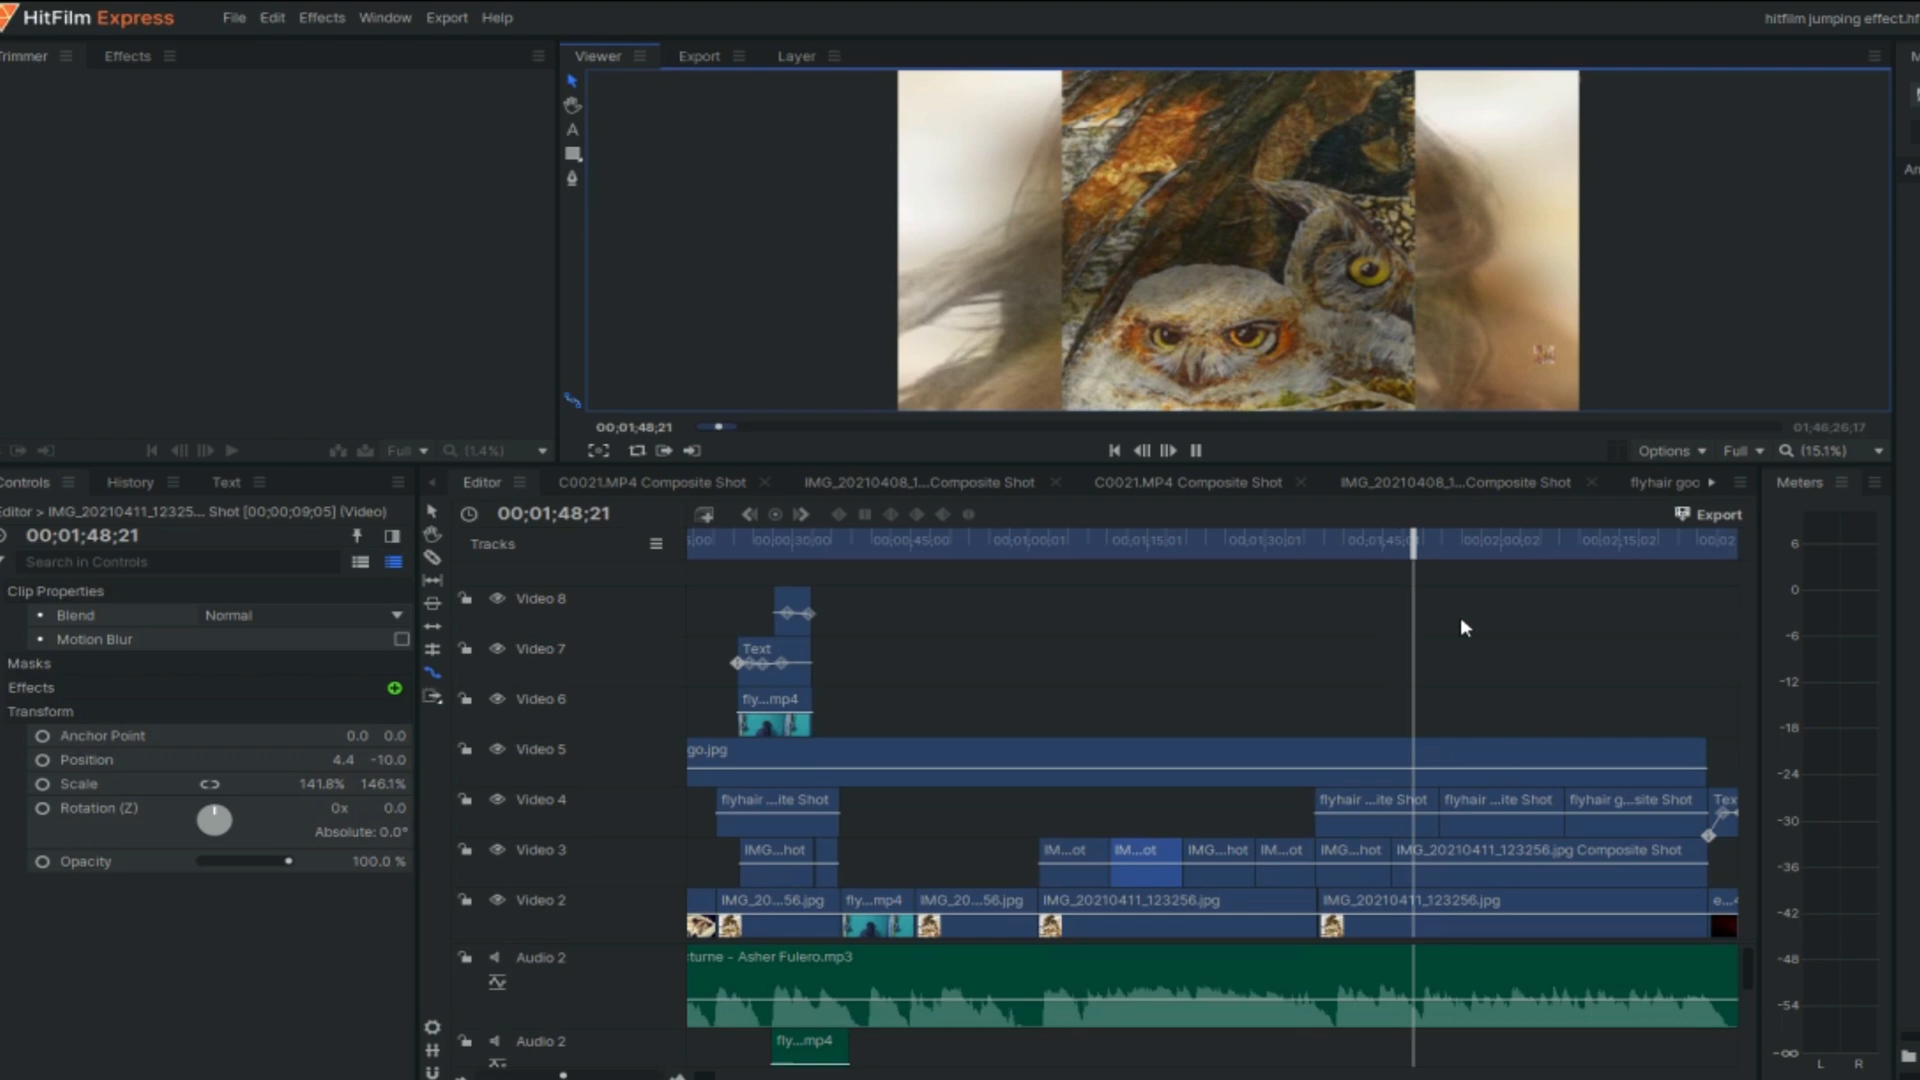 HitFilm Express
File Edit Effects Window Export Help
hitfilm jumping effect.hf
Trimmer Effects
Viewer Export Layer
00;01;48;21
01;46;26;17
Full (1.4%)
Options Full (15.1%)
Controls History Text
Editor C0021.MP4 Composite Shot IMG_20210408_1...Composite Shot C0021.MP4 Composite Shot IMG_20210408_1...Composite Shot flyhair goo
Meters
Editor > IMG_20210411_12325... Shot [00;00;09;05] (Video)
00;01;48;21
00;01;48;21
Export
Search in Controls
Tracks
5;00 00;00;30;00 00;00;45;00 00;01;00;01 00;01;15;01 00;01;30;01 00;01;45;0 00;02;00;02 00;02;15;02 00;02
Clip Properties
Blend Normal
Motion Blur
Masks
Effects
Transform
Anchor Point 0.0 0.0
Position 4.4 -10.0
Scale 141.8% 146.1%
Rotation (Z) 0x 0.0
Absolute: 0.0°
Opacity 100.0 %
Video 8
Video 7 Text
Video 6 fly...mp4
Video 5 go.jpg
Video 4 flyhair ...ite Shot flyhair ...ite Shot flyhair ...ite Shot flyhair g...site Shot Tex
Video 3 IMG...hot IM...ot IM...ot IMG...hot IM...ot IMG...hot IMG_20210411_123256.jpg Composite Shot
Video 2 IMG_20...56.jpg fly...mp4 IMG_20...56.jpg IMG_20210411_123256.jpg IMG_20210411_123256.jpg e...4
Audio 2 cturne - Asher Fulero.mp3
Audio 2 fly...mp4
6
0
-6
-12
-18
-24
-30
-36
-42
-48
-54
-∞
L R